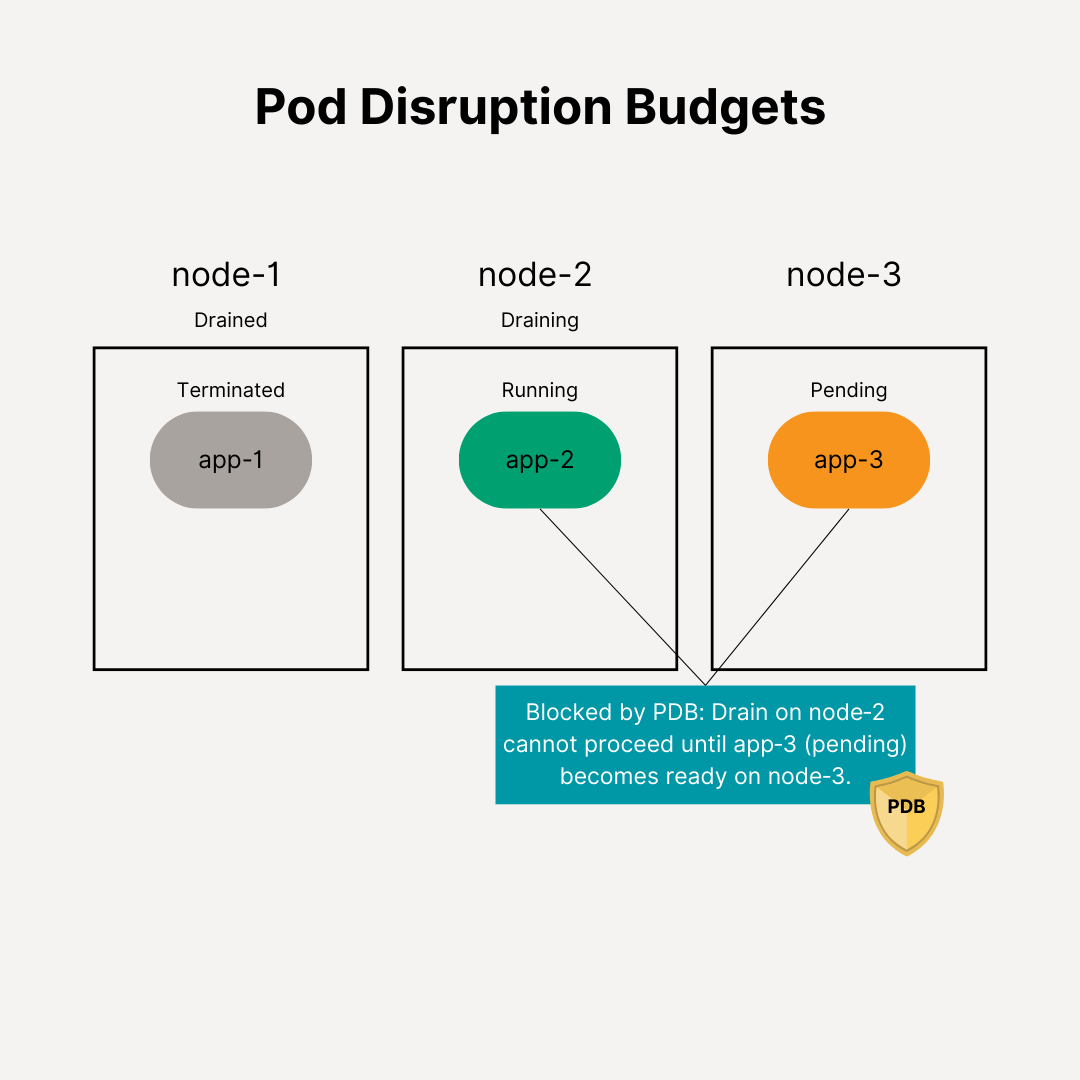 Pod Disruption Budgets
node-1
Drained
Terminated
app-1
node-2
Draining
Running
app-2
node-3
Pending
app-3
Blocked by PDB: Drain on node-2
cannot proceed until app-3 (pending)
becomes ready on node-3.
PDB